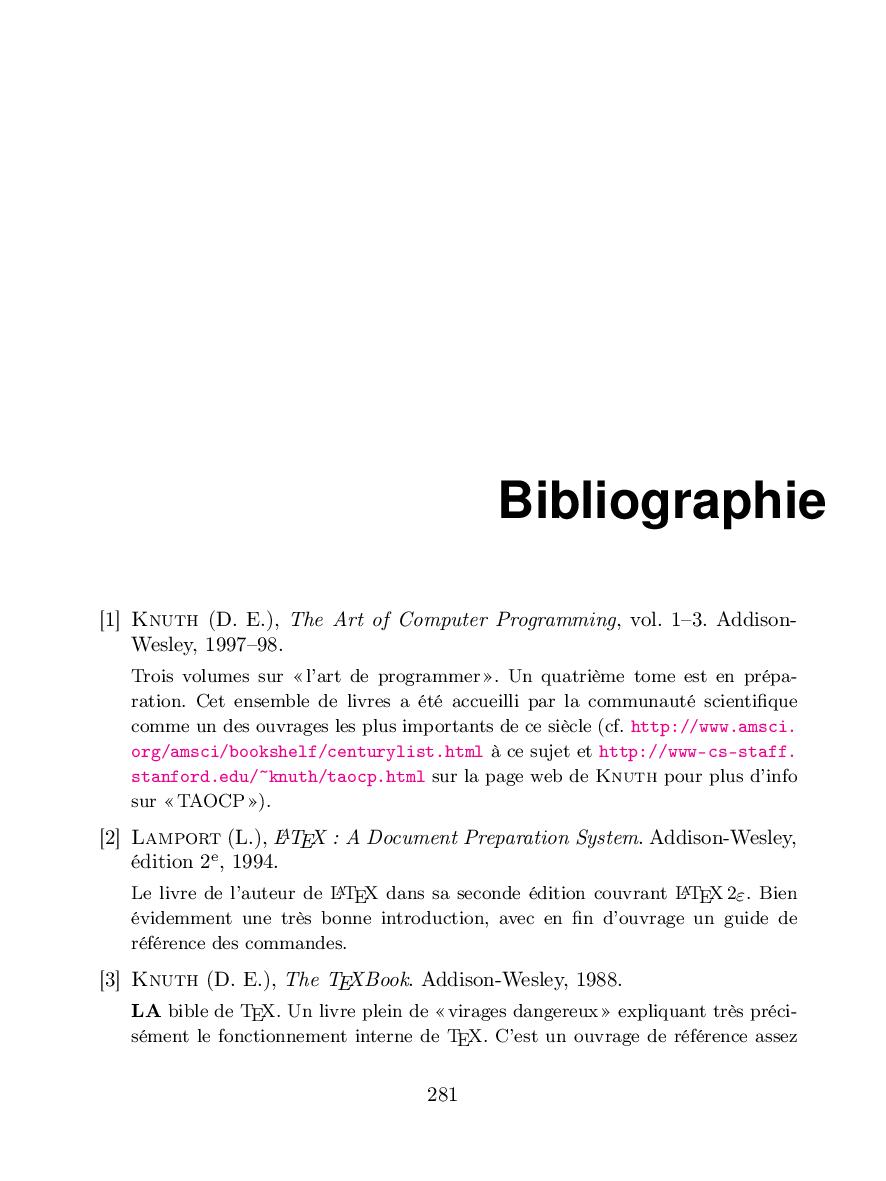 Bibliographie
[1] KNUTH (D. E.), The Art of Computer Programming, vol. 1–3. Addison-
Wesley, 1997–98.
Trois volumes sur « l'art de programmer ». Un quatrième tome est en prépa-
ration. Cet ensemble de livres a été accueilli par la communauté scientifique
comme un des ouvrages les plus importants de ce siècle (cf. http://www.amsci.
org/amsci/bookshelf/centurylist.html à ce sujet et http://www-cs-staff.
stanford.edu/~knuth/taocp.html sur la page web de KNUTH pour plus d'info
sur « TAOCP »).
[2] LAMPORT (L.), LATEX : A Document Preparation System. Addison-Wesley,
édition 2e, 1994.
Le livre de l'auteur de LATEX dans sa seconde édition couvrant LATEX 2ε. Bien
évidemment une très bonne introduction, avec en fin d'ouvrage un guide de
référence des commandes.
[3] KNUTH (D. E.), The TEXBook. Addison-Wesley, 1988.
LA bible de TEX. Un livre plein de « virages dangereux » expliquant très préci-
sément le fonctionnement interne de TEX. C'est un ouvrage de référence assez
281